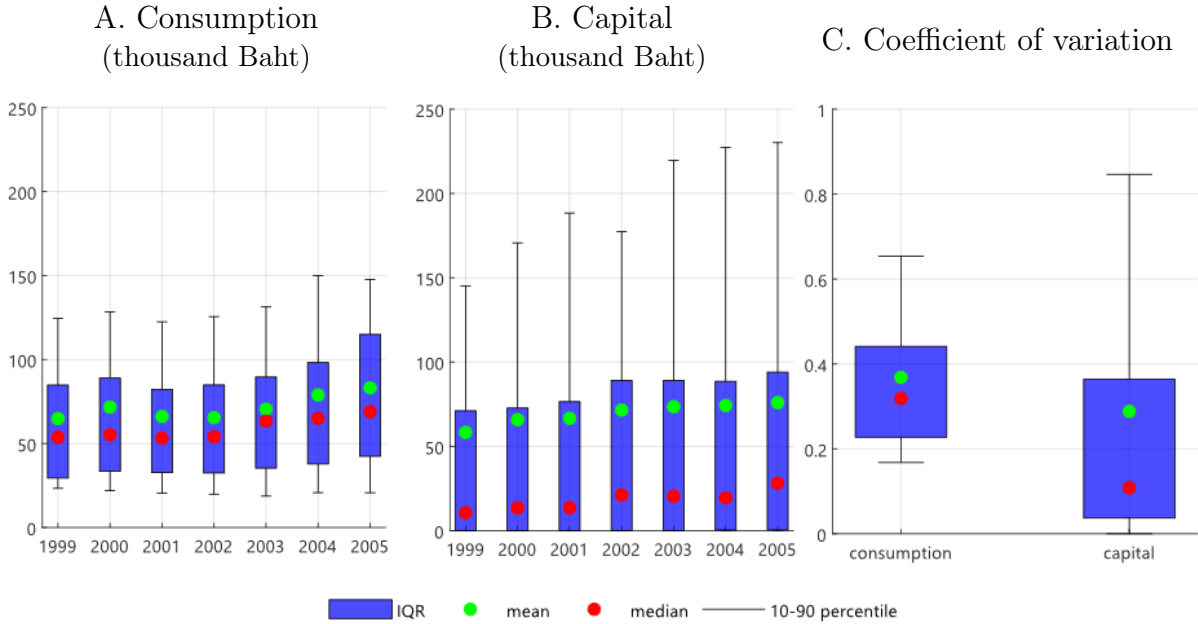 A. Consumption
(thousand Baht)
B. Capital
(thousand Baht)
C. Coefficient of variation
250
200
150
100
50
0
1999 2000 2001 2002 2003 2004 2005
250
200
150
100
50
0
1999 2000 2001 2002 2003 2004 2005
1
0.8
0.6
0.4
0.2
0
consumption capital
IQR mean median 10-90 percentile